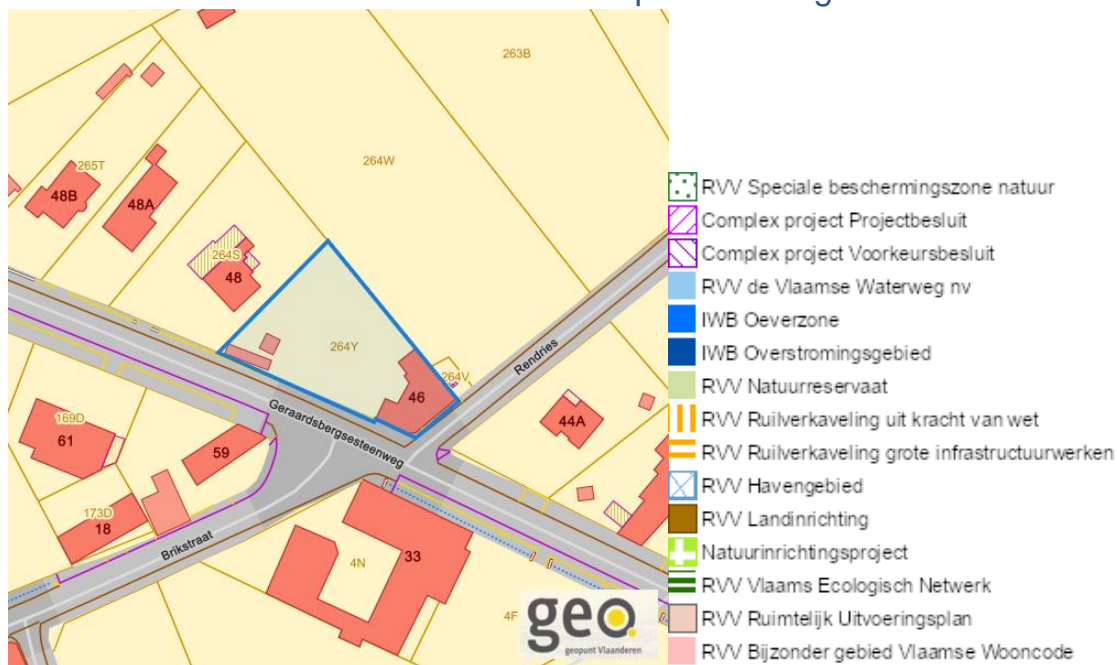 263B
264W
265T
48B
48A
264S
48
264Y
264V
46
Rendries
44A
Geraardsbergsesteenweg
169D
61
59
173D
18
Brikstraat
4N
33
4F
geo.
geopunt Vlaanderen
RVV Speciale beschermingszone natuur
Complex project Projectbesluit
Complex project Voorkeursbesluit
RVV de Vlaamse Waterweg nv
IWB Oeverzone
IWB Overstromingsgebied
RVV Natuurreservaat
RVV Ruilverkaveling uit kracht van wet
RVV Ruilverkaveling grote infrastructuurwerken
RVV Havengebied
RVV Landinrichting
Natuurinrichtingsproject
RVV Vlaams Ecologisch Netwerk
RVV Ruimtelijk Uitvoeringsplan
RVV Bijzonder gebied Vlaamse Wooncode